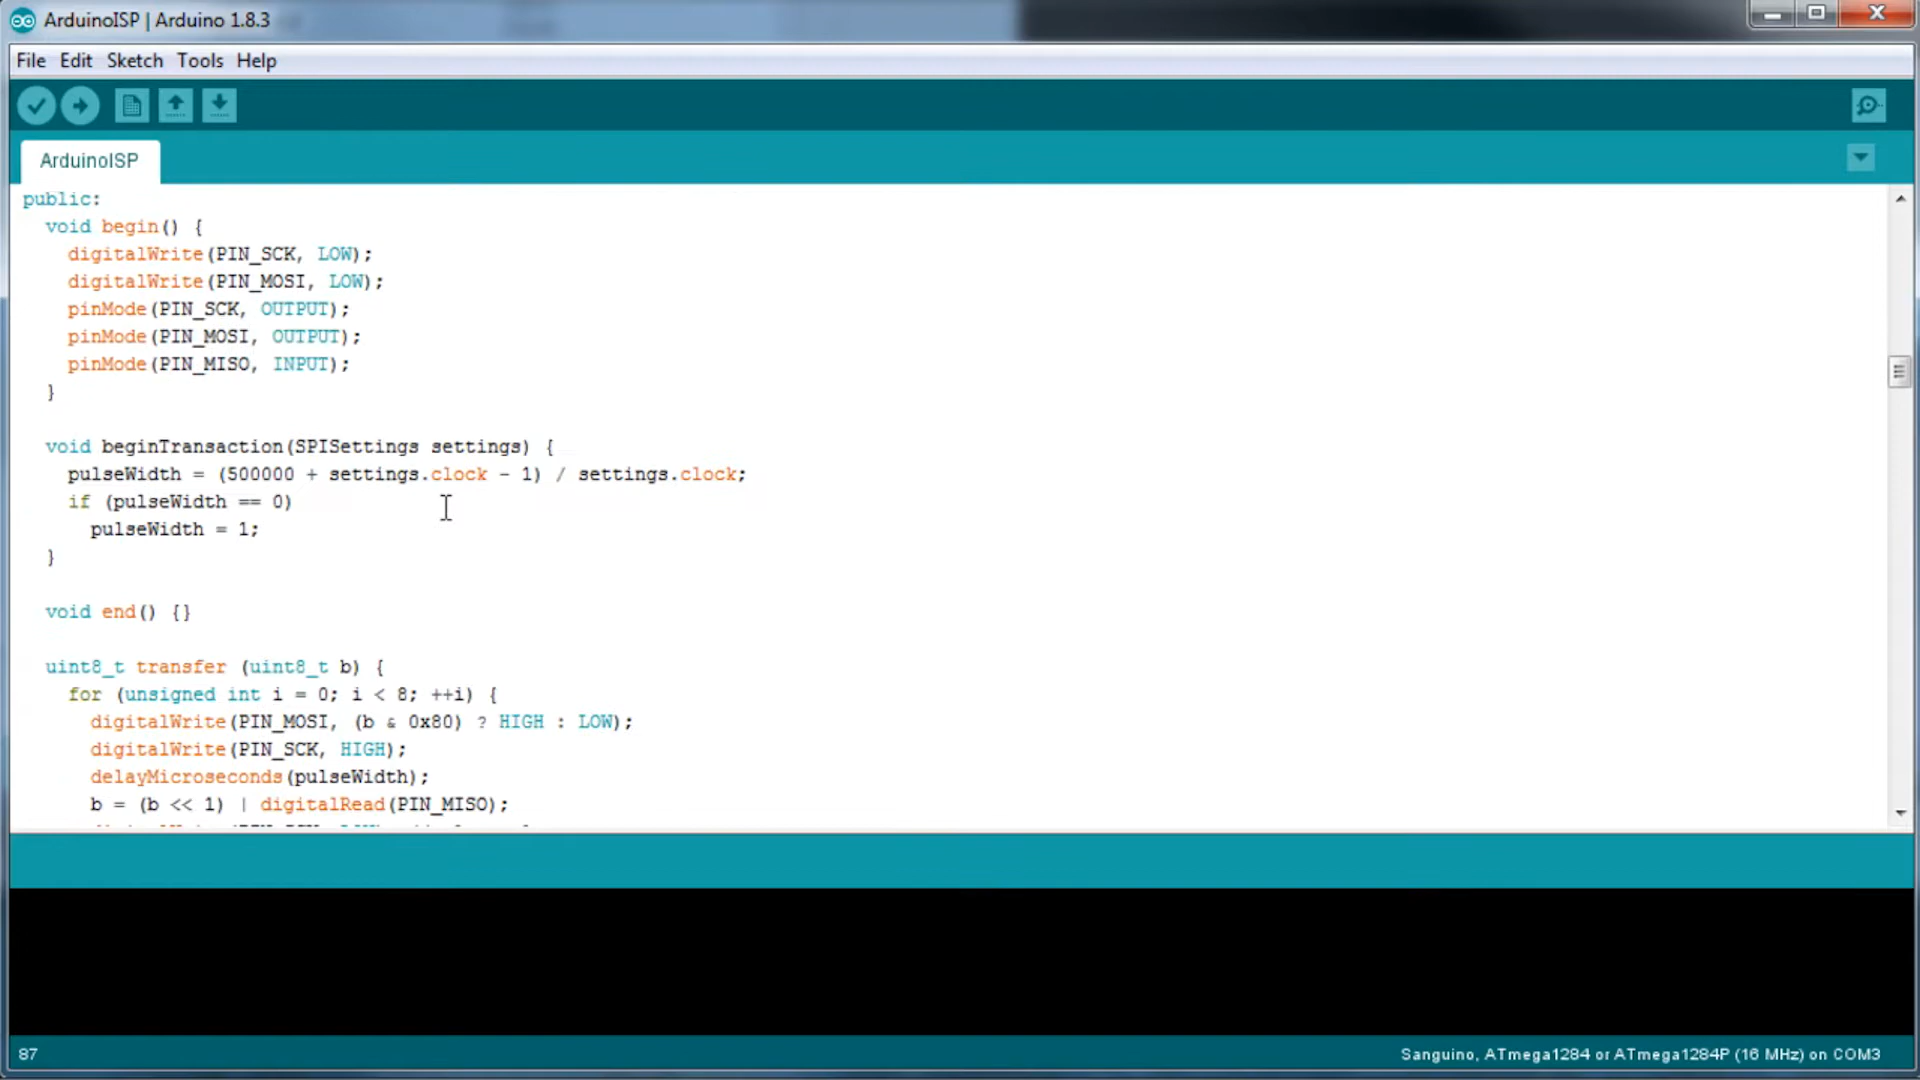 ArduinoISP | Arduino 1.8.3
File Edit Sketch Tools Help
ArduinoISP
public:
void begin() {
digitalWrite(PIN_SCK, LOW);
digitalWrite(PIN_MOSI, LOW);
pinMode(PIN_SCK, OUTPUT);
pinMode(PIN_MOSI, OUTPUT);
pinMode(PIN_MISO, INPUT);
}
void beginTransaction(SPISettings settings) {
pulseWidth = (500000 + settings.clock - 1) / settings.clock;
if (pulseWidth == 0)
pulseWidth = 1;
}
void end() {}
uint8_t transfer (uint8_t b) {
for (unsigned int i = 0; i < 8; ++i) {
digitalWrite(PIN_MOSI, (b & 0x80) ? HIGH : LOW);
digitalWrite(PIN_SCK, HIGH);
delayMicroseconds(pulseWidth);
b = (b << 1) | digitalRead(PIN_MISO);
87
Sanguino, ATmega1284 or ATmega1284P (16 MHz) on COM3